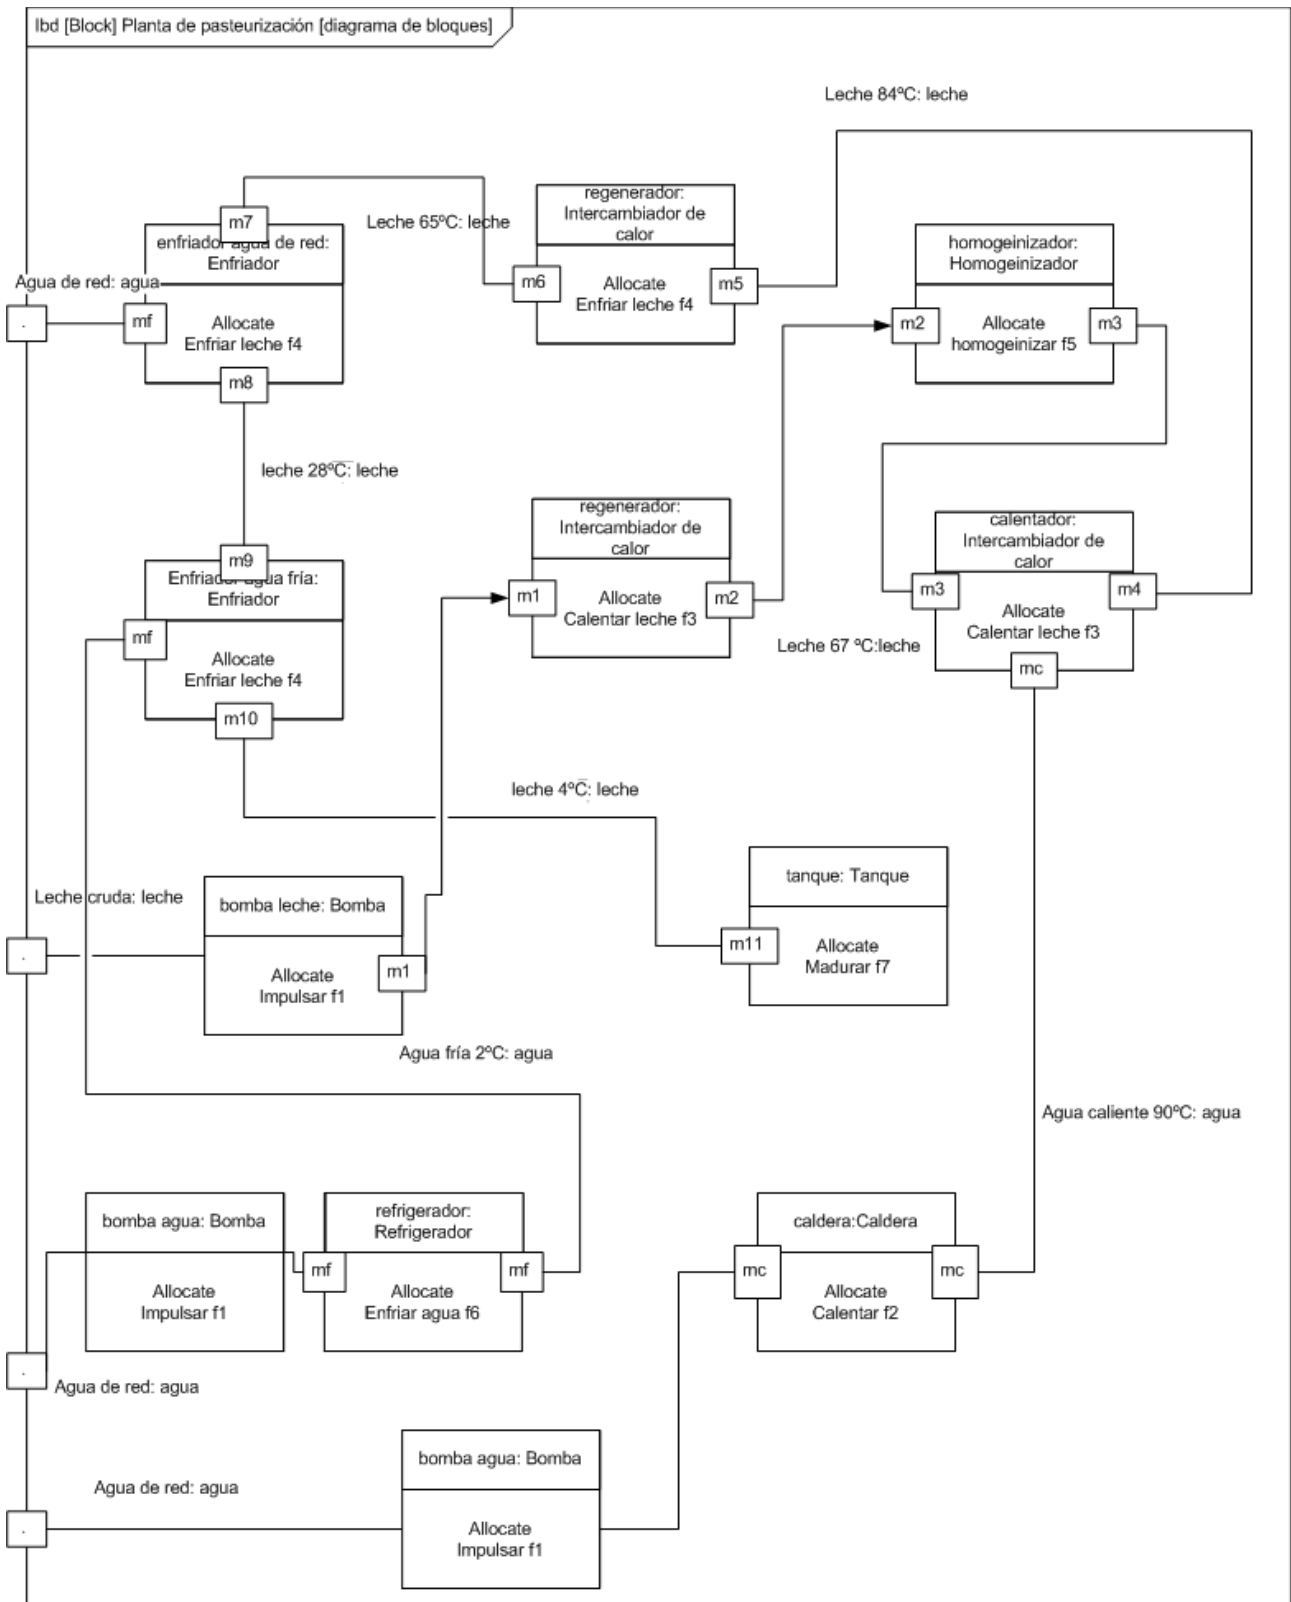 Ibd [Block] Planta de pasteurización [diagrama de bloques]
Leche 84ºC: leche
m7
enfriador agua de red:
Enfriador
Agua de red: agua
.
mf
Allocate
Enfriar leche f4
m8
Leche 65ºC: leche
regenerador:
Intercambiador de
calor
m6
Allocate
Enfriar leche f4
m5
homogeinizador:
Homogeinizador
m2
Allocate
homogeinizar f5
m3
leche 28ºC: leche
m9
Enfriador agua fría:
Enfriador
mf
Allocate
Enfriar leche f4
m10
regenerador:
Intercambiador de
calor
m1
Allocate
Calentar leche f3
m2
calentador:
Intercambiador de
calor
m3
Allocate
Calentar leche f3
m4
mc
Leche 67 ºC:leche
leche 4ºC: leche
Leche cruda: leche
.
bomba leche: Bomba
Allocate
Impulsar f1
m1
tanque: Tanque
m11
Allocate
Madurar f7
Agua fría 2ºC: agua
Agua caliente 90ºC: agua
bomba agua: Bomba
Allocate
Impulsar f1
refrigerador:
Refrigerador
mf
mf
Allocate
Enfriar agua f6
caldera:Caldera
mc
mc
Allocate
Calentar f2
.
Agua de red: agua
bomba agua: Bomba
Agua de red: agua
.
Allocate
Impulsar f1